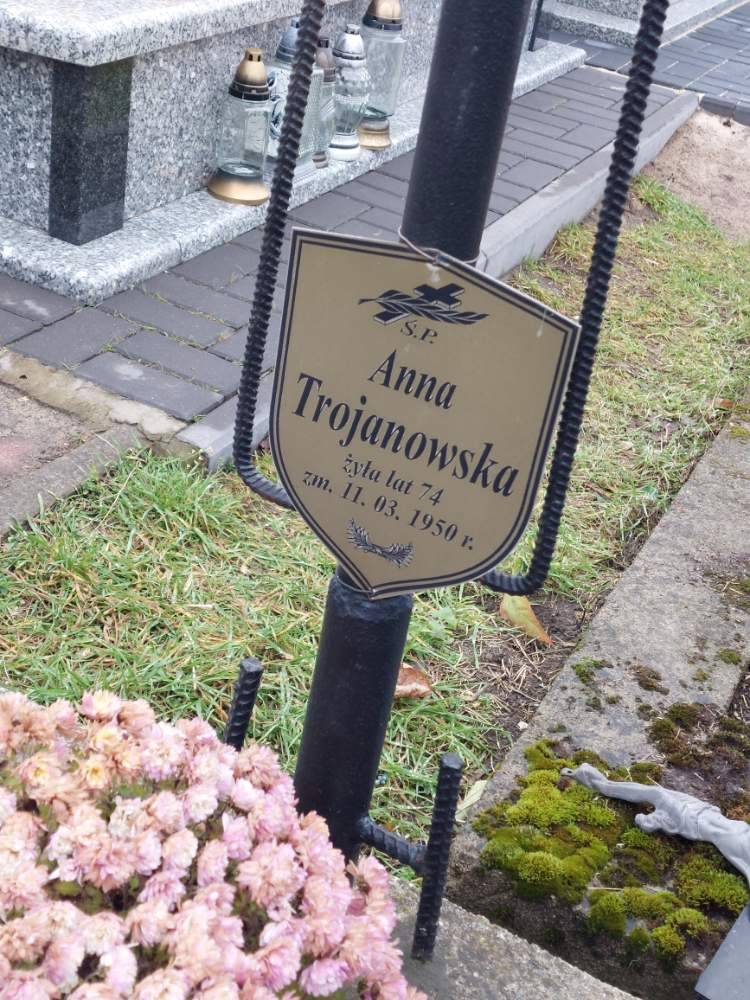 Ś.P.
Anna
Trojanowska
żyła lat 74
zm. 11. 03. 1950 r.